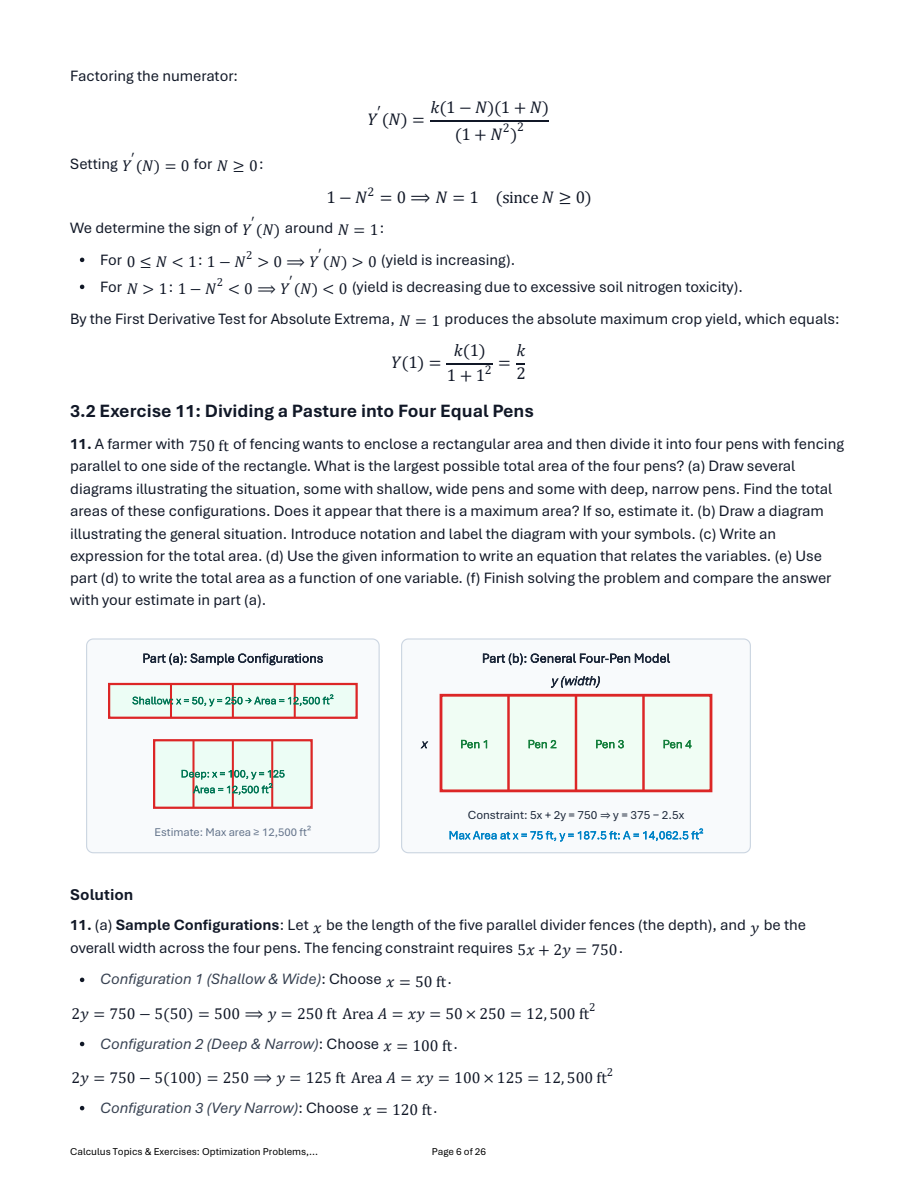 Factoring the numerator:
Y′(N) = k(1 − N)(1 + N) / (1 + N²)²
Setting Y′(N) = 0 for N ≥ 0:
1 − N² = 0 ⟹ N = 1 (since N ≥ 0)
We determine the sign of Y′(N) around N = 1:
• For 0 ≤ N < 1: 1 − N² > 0 ⟹ Y′(N) > 0 (yield is increasing).
• For N > 1: 1 − N² < 0 ⟹ Y′(N) < 0 (yield is decreasing due to excessive soil nitrogen toxicity).
By the First Derivative Test for Absolute Extrema, N = 1 produces the absolute maximum crop yield, which equals:
Y(1) = k(1) / (1 + 1²) = k / 2
3.2 Exercise 11: Dividing a Pasture into Four Equal Pens
11. A farmer with 750 ft of fencing wants to enclose a rectangular area and then divide it into four pens with fencing
parallel to one side of the rectangle. What is the largest possible total area of the four pens? (a) Draw several
diagrams illustrating the situation, some with shallow, wide pens and some with deep, narrow pens. Find the total
areas of these configurations. Does it appear that there is a maximum area? If so, estimate it. (b) Draw a diagram
illustrating the general situation. Introduce notation and label the diagram with your symbols. (c) Write an
expression for the total area. (d) Use the given information to write an equation that relates the variables. (e) Use
part (d) to write the total area as a function of one variable. (f) Finish solving the problem and compare the answer
with your estimate in part (a).
Part (a): Sample Configurations
Shallow: x = 50, y = 250 → Area = 12,500 ft²
Deep: x = 100, y = 125
Area = 12,500 ft²
Estimate: Max area ≥ 12,500 ft²
Part (b): General Four-Pen Model
y (width)
x
Pen 1 Pen 2 Pen 3 Pen 4
Constraint: 5x + 2y = 750 ⇒ y = 375 − 2.5x
Max Area at x = 75 ft, y = 187.5 ft: A = 14,062.5 ft²
Solution
11. (a) Sample Configurations: Let x be the length of the five parallel divider fences (the depth), and y be the
overall width across the four pens. The fencing constraint requires 5x + 2y = 750.
• Configuration 1 (Shallow & Wide): Choose x = 50 ft.
2y = 750 − 5(50) = 500 ⟹ y = 250 ft Area A = xy = 50 × 250 = 12,500 ft²
• Configuration 2 (Deep & Narrow): Choose x = 100 ft.
2y = 750 − 5(100) = 250 ⟹ y = 125 ft Area A = xy = 100 × 125 = 12,500 ft²
• Configuration 3 (Very Narrow): Choose x = 120 ft.
Calculus Topics & Exercises: Optimization Problems,... Page 6 of 26